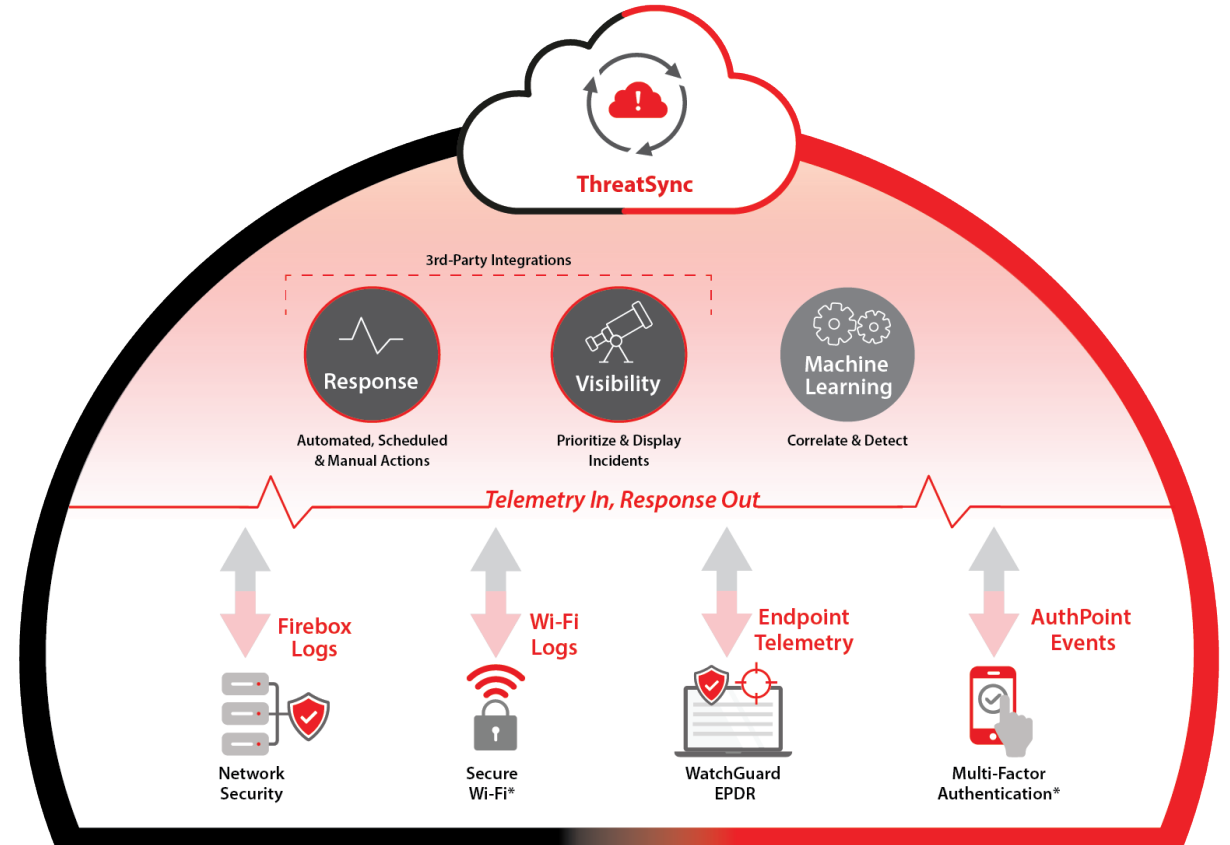 ThreatSync
3rd-Party Integrations
Response
Automated, Scheduled
& Manual Actions
Visibility
Prioritize & Display
Incidents
Machine
Learning
Correlate & Detect
Telemetry In, Response Out
Firebox
Logs
Network
Security
Wi-Fi
Logs
Secure
Wi-Fi*
Endpoint
Telemetry
WatchGuard
EPDR
AuthPoint
Events
Multi-Factor
Authentication*